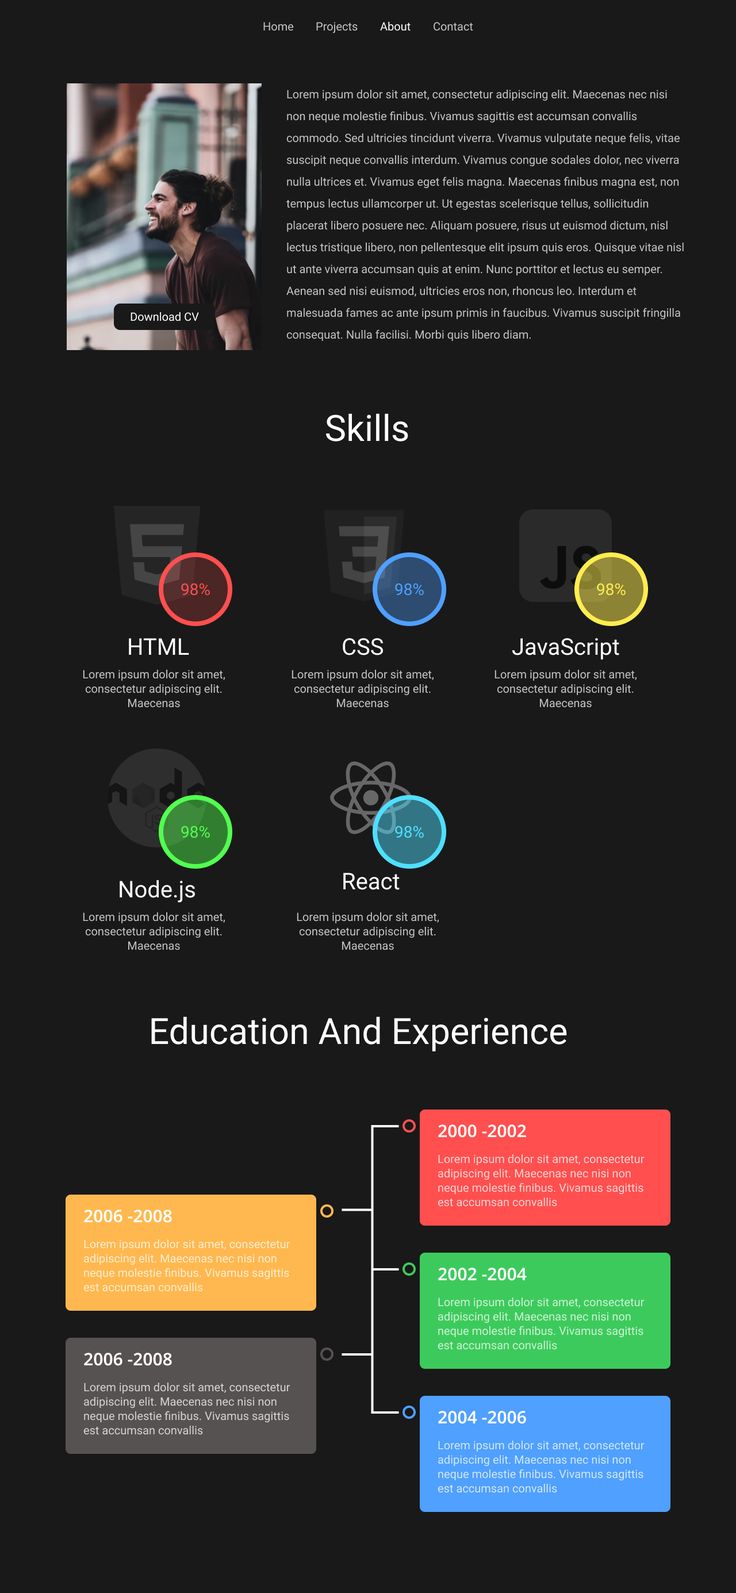 Home Projects About Contact
Lorem ipsum dolor sit amet, consectetur adipiscing elit. Maecenas nec nisi
non neque molestie finibus. Vivamus sagittis est accumsan convallis
commodo. Sed ultricies tincidunt viverra. Vivamus vulputate neque felis, vitae
suscipit neque convallis interdum. Vivamus congue sodales dolor, nec viverra
nulla ultrices et. Vivamus eget felis magna. Maecenas finibus magna est, non
tempus lectus ullamcorper ut. Ut egestas scelerisque tellus, sollicitudin
placerat libero posuere nec. Aliquam posuere, risus ut euismod dictum, nisl
lectus tristique libero, non pellentesque elit ipsum quis eros. Quisque vitae nisl
ut ante viverra accumsan quis at enim. Nunc porttitor et lectus eu semper.
Aenean sed nisi euismod, ultricies eros non, rhoncus leo. Interdum et
malesuada fames ac ante ipsum primis in faucibus. Vivamus suscipit fringilla
consequat. Nulla facilisi. Morbi quis libero diam.
Download CV
Skills
5
98%
HTML
Lorem ipsum dolor sit amet,
consectetur adipiscing elit.
Maecenas
3
98%
CSS
Lorem ipsum dolor sit amet,
consectetur adipiscing elit.
Maecenas
JS
98%
JavaScript
Lorem ipsum dolor sit amet,
consectetur adipiscing elit.
Maecenas
node
JS
98%
Node.js
Lorem ipsum dolor sit amet,
consectetur adipiscing elit.
Maecenas
98%
React
Lorem ipsum dolor sit amet,
consectetur adipiscing elit.
Maecenas
Education And Experience
2000 -2002
Lorem ipsum dolor sit amet, consectetur
adipiscing elit. Maecenas nec nisi non
neque molestie finibus. Vivamus sagittis
est accumsan convallis
2006 -2008
Lorem ipsum dolor sit amet, consectetur
adipiscing elit. Maecenas nec nisi non
neque molestie finibus. Vivamus sagittis
est accumsan convallis
2002 -2004
Lorem ipsum dolor sit amet, consectetur
adipiscing elit. Maecenas nec nisi non
neque molestie finibus. Vivamus sagittis
est accumsan convallis
2006 -2008
Lorem ipsum dolor sit amet, consectetur
adipiscing elit. Maecenas nec nisi non
neque molestie finibus. Vivamus sagittis
est accumsan convallis
2004 -2006
Lorem ipsum dolor sit amet, consectetur
adipiscing elit. Maecenas nec nisi non
neque molestie finibus. Vivamus sagittis
est accumsan convallis